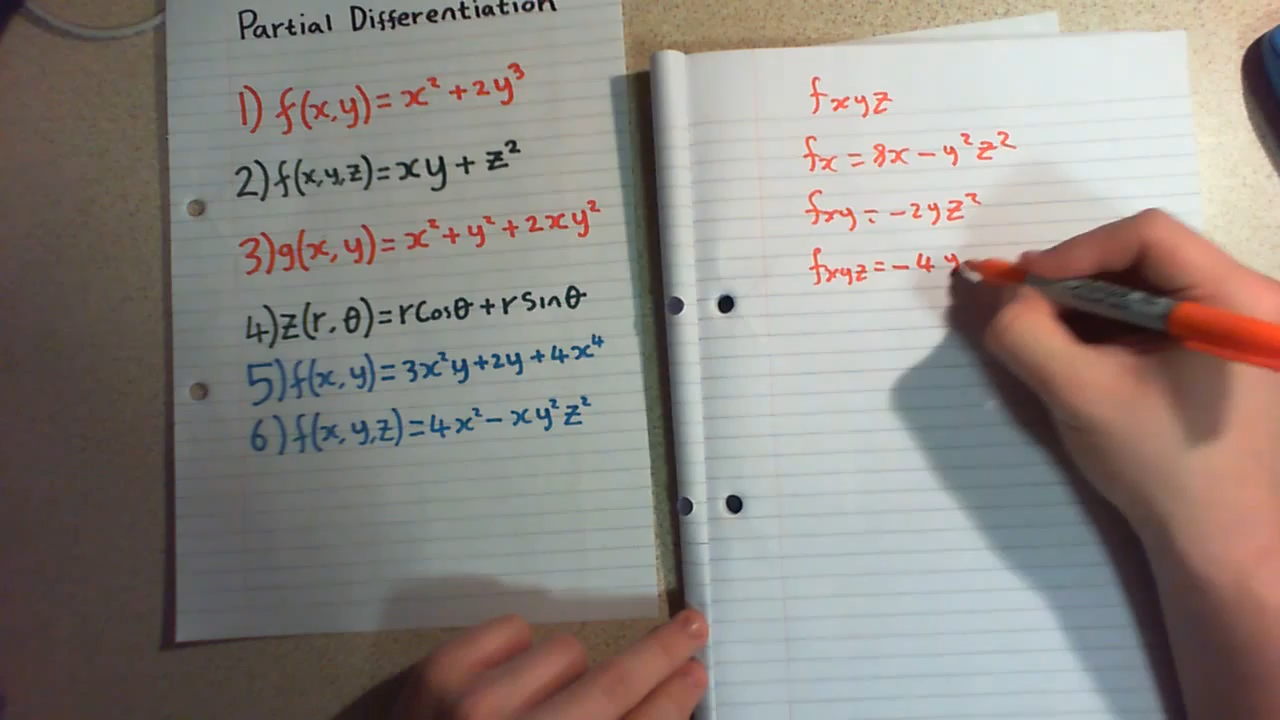 Partial Differentiation
1) f(x,y) = x² + 2y³
2) f(x,y,z) = xy + z²
3) g(x,y) = x² + y² + 2xy²
4) z(r,θ) = rCosθ + rSinθ
5) f(x,y) = 3x²y + 2y + 4x⁴
6) f(x,y,z) = 4x² - xy²z²
fxyz
fx = 8x - y²z²
fxy = -2yz²
fxyz = -4y